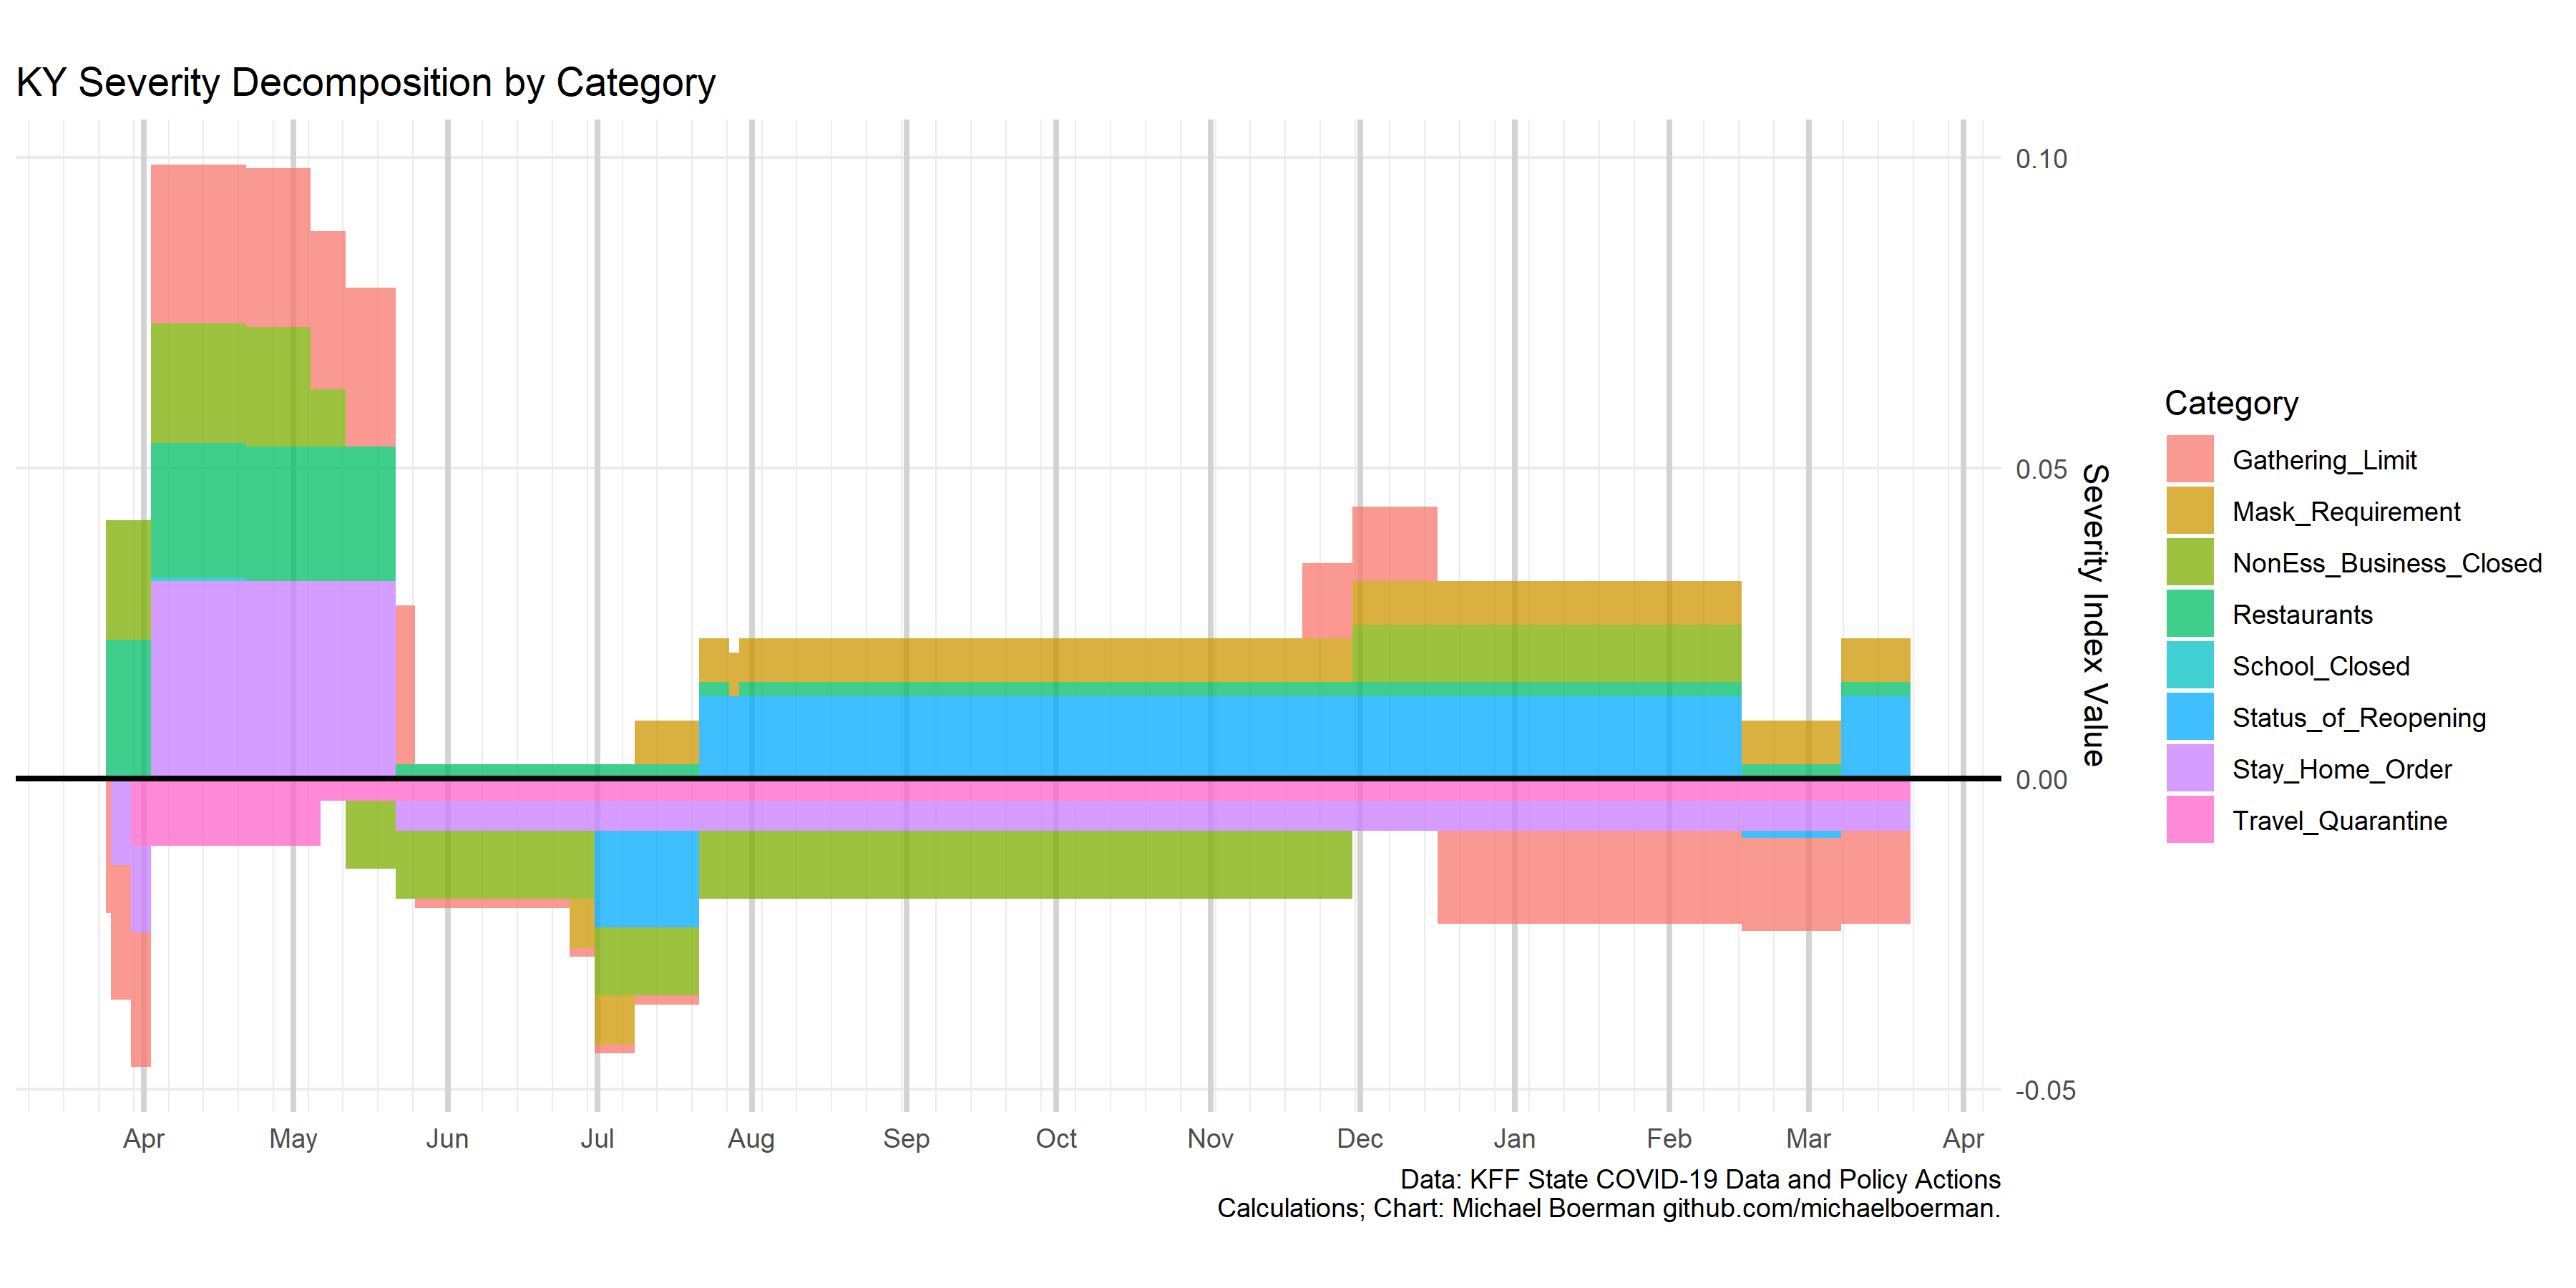 KY Severity Decomposition by Category
0.10
0.05
0.00
-0.05
Severity Index Value
Apr May Jun Jul Aug Sep Oct Nov Dec Jan Feb Mar Apr
Category
Gathering_Limit
Mask_Requirement
NonEss_Business_Closed
Restaurants
School_Closed
Status_of_Reopening
Stay_Home_Order
Travel_Quarantine
Data: KFF State COVID-19 Data and Policy Actions
Calculations; Chart: Michael Boerman github.com/michaelboerman.